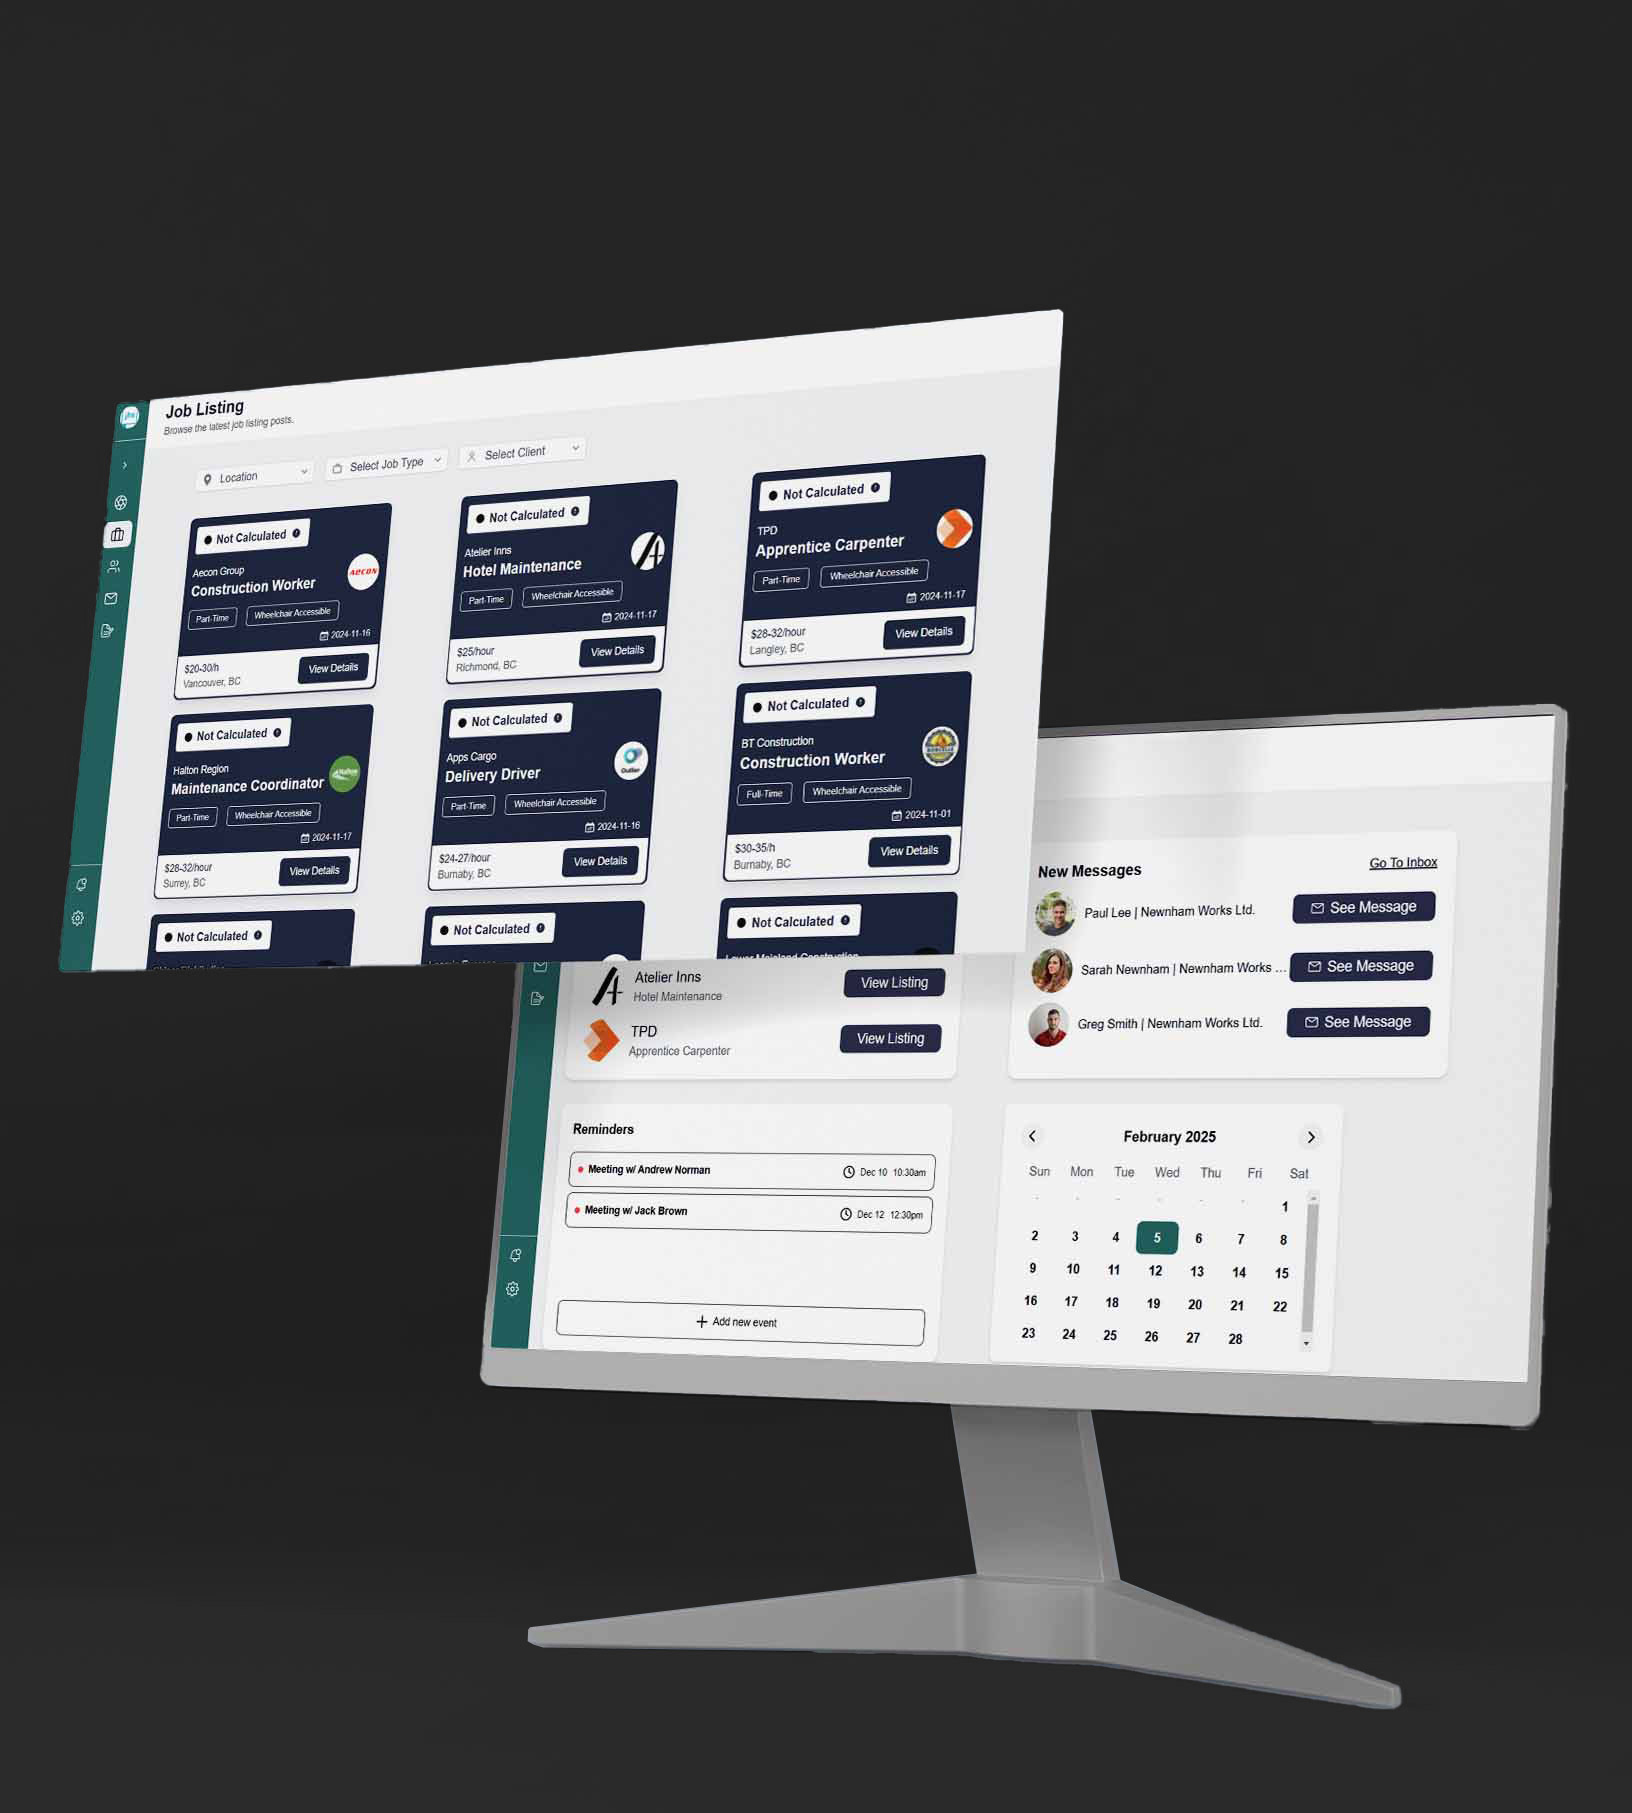 Job Listing
Browse the latest job listing posts.
Location
Select Job Type
Select Client
Not Calculated
Aecon Group
Construction Worker
AECON
Part-Time
Wheelchair Accessible
2024-11-16
$20-30/h
Vancouver, BC
View Details
Not Calculated
Atelier Inns
Hotel Maintenance
Part-Time
Wheelchair Accessible
2024-11-17
$25/hour
Richmond, BC
View Details
Not Calculated
TPD
Apprentice Carpenter
Part-Time
Wheelchair Accessible
2024-11-17
$28-32/hour
Langley, BC
View Details
Not Calculated
Halton Region
Maintenance Coordinator
Halton
Part-Time
Wheelchair Accessible
2024-11-17
$28-32/hour
Surrey, BC
View Details
Not Calculated
Apps Cargo
Delivery Driver
Outlier
Part-Time
Wheelchair Accessible
2024-11-16
$24-27/hour
Burnaby, BC
View Details
Not Calculated
BT Construction
Construction Worker
Full-Time
Wheelchair Accessible
2024-11-01
$30-35/h
Burnaby, BC
View Details
Not Calculated
Not Calculated
Not Calculated
Lower Mainland Construction
Atelier Inns
Hotel Maintenance
View Listing
TPD
Apprentice Carpenter
View Listing
New Messages
Go To Inbox
Paul Lee | Newnham Works Ltd.
See Message
Sarah Newnham | Newnham Works ...
See Message
Greg Smith | Newnham Works Ltd.
See Message
Reminders
Meeting w/ Andrew Norman
Dec 10 10:30am
Meeting w/ Jack Brown
Dec 12 12:30pm
+ Add new event
February 2025
Sun Mon Tue Wed Thu Fri Sat
- - - - - - 1
2 3 4 5 6 7 8
9 10 11 12 13 14 15
16 17 18 19 20 21 22
23 24 25 26 27 28